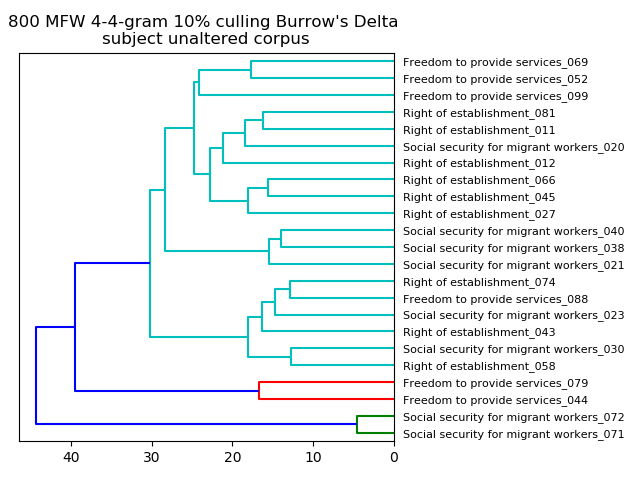 800 MFW 4-4-gram 10% culling Burrow's Delta
subject unaltered corpus
Freedom to provide services_069
Freedom to provide services_052
Freedom to provide services_099
Right of establishment_081
Right of establishment_011
Social security for migrant workers_020
Right of establishment_012
Right of establishment_066
Right of establishment_045
Right of establishment_027
Social security for migrant workers_040
Social security for migrant workers_038
Social security for migrant workers_021
Right of establishment_074
Freedom to provide services_088
Social security for migrant workers_023
Right of establishment_043
Social security for migrant workers_030
Right of establishment_058
Freedom to provide services_079
Freedom to provide services_044
Social security for migrant workers_072
Social security for migrant workers_071
40 30 20 10 0